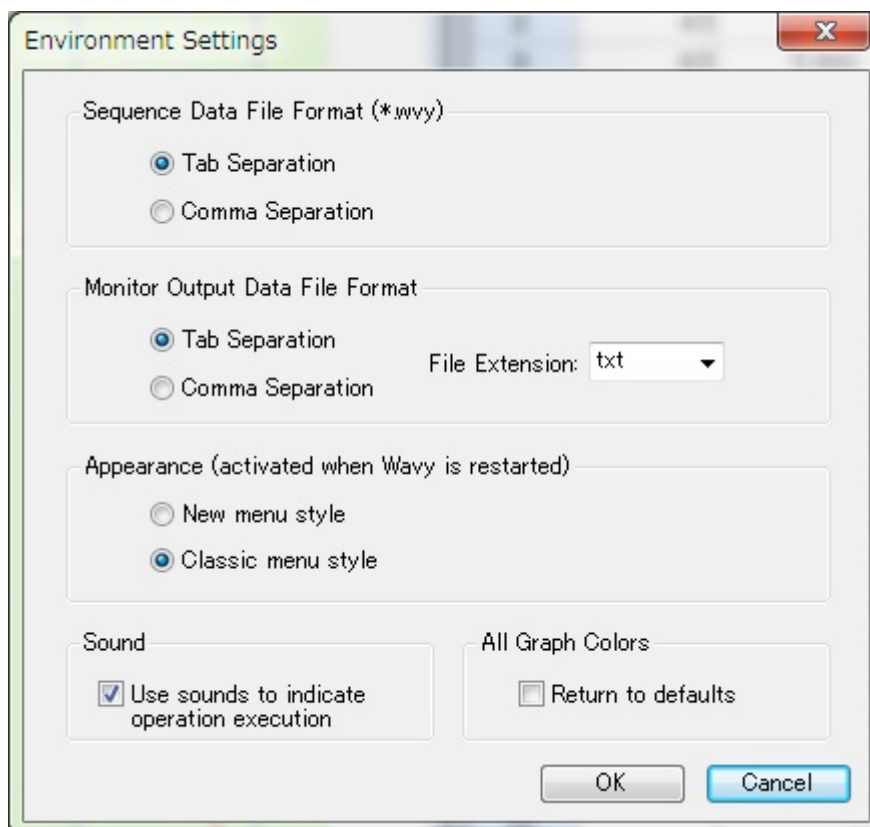 Environment Settings
Sequence Data File Format (*.wvy)
Tab Separation
Comma Separation
Monitor Output Data File Format
Tab Separation
File Extension: txt
Comma Separation
Appearance (activated when Wavy is restarted)
New menu style
Classic menu style
Sound
All Graph Colors
Use sounds to indicate
operation execution
Return to defaults
OK
Cancel